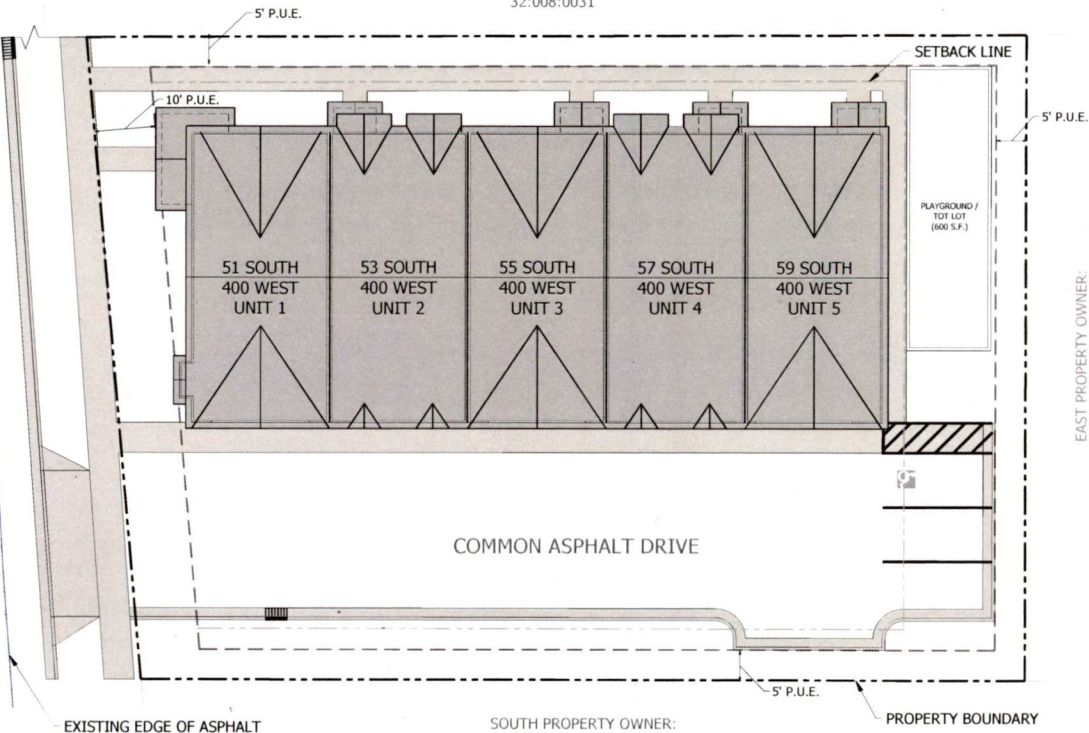 32:008:0031
5' P.U.E.
SETBACK LINE
10' P.U.E.
5' P.U.E.
PLAYGROUND /
TOT LOT
(600 S.F.)
51 SOUTH
400 WEST
UNIT 1
53 SOUTH
400 WEST
UNIT 2
55 SOUTH
400 WEST
UNIT 3
57 SOUTH
400 WEST
UNIT 4
59 SOUTH
400 WEST
UNIT 5
EAST PROPERTY OWNER:
COMMON ASPHALT DRIVE
5' P.U.E.
EXISTING EDGE OF ASPHALT
SOUTH PROPERTY OWNER:
PROPERTY BOUNDARY